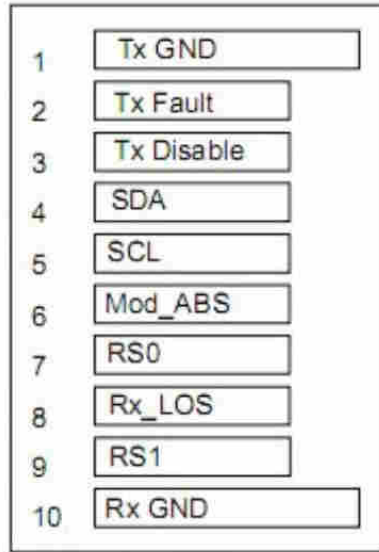 1 Tx GND
2 Tx Fault
3 Tx Disable
4 SDA
5 SCL
6 Mod_ABS
7 RS0
8 Rx_LOS
9 RS1
10 Rx GND